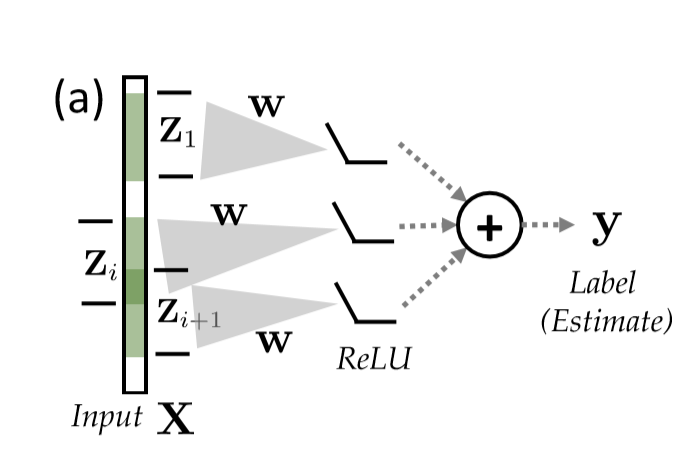 (a)
Z₁
w
w
Zᵢ
+
y
Zᵢ₊₁
Label
(Estimate)
w
ReLU
Input X